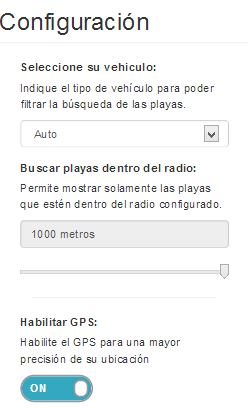 Configuración
Seleccione su vehiculo:
Indique el tipo de vehículo para poder
filtrar la búsqueda de las playas.
Auto
Buscar playas dentro del radio:
Permite mostrar solamente las playas
que estén dentro del radio configurado.
1000 metros
Habilitar GPS:
Habilite el GPS para una mayor
precisión de su ubicación
ON